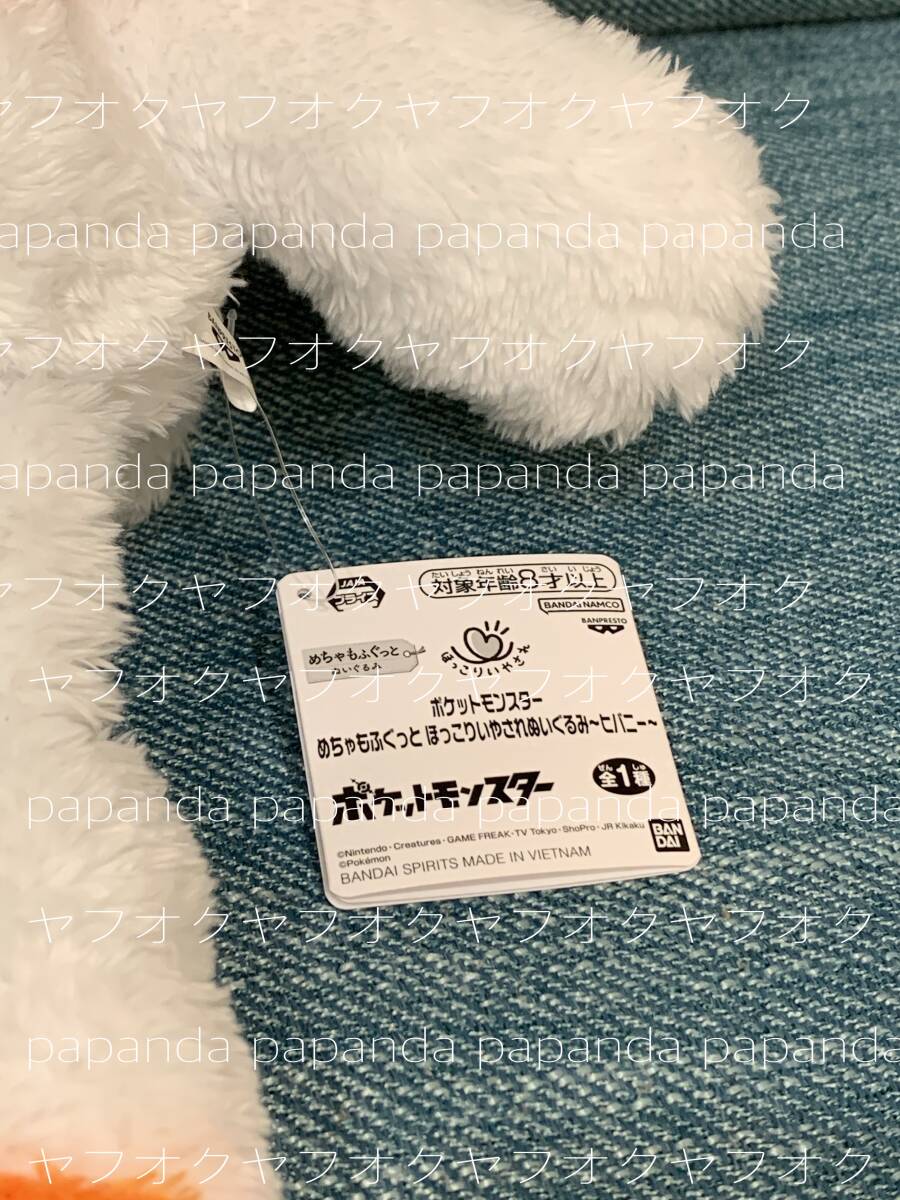 ヤフオクヤフオクヤフオクヤフオク
papanda papanda papanda papanda
ヤフオクヤフオクヤフオクヤフオク
papanda papanda papanda papanda
JAIA
プライズ
たいしょう ねん れい さい い じょう
対象年齢8才以上
BANDAI NAMCO
BANPRESTO
めちゃもふぐっと
ぬいぐるみ
ほっこりいやされ
ヤフオクヤフオクヤフオクヤフオク
ポケットモンスター
めちゃもふぐっと ほっこりいやされぬいぐるみ～ヒバニー～
ポケットモンスター
ぜん しゅ
全1種
papanda papanda papanda papanda
©Nintendo・Creatures・GAME FREAK・TV Tokyo・ShoPro・JR Kikaku
©Pokémon
BANDAI SPIRITS MADE IN VIETNAM
BAN
DAI
ヤフオクヤフオクヤフオクヤフオク
papanda papanda papanda papanda
ヤフオクヤフオクヤフオクヤフオク